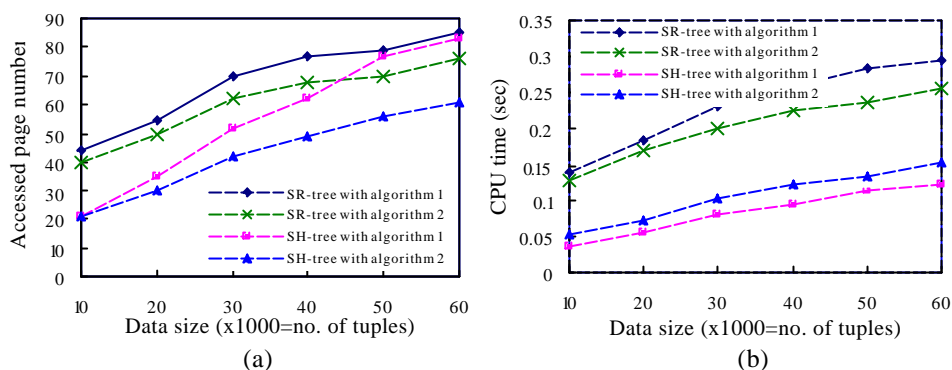 90
80
70
60
50
40
30
20
10
0
Accessed page number
SR-tree with algorithm 1
SR-tree with algorithm 2
SH-tree with algorithm 1
SH-tree with algorithm 2
10 20 30 40 50 60
Data size (x1000=no. of tuples)
(a)
0.35
0.3
0.25
0.2
0.15
0.1
0.05
0
CPU time (sec)
SR-tree with algorithm 1
SR-tree with algorithm 2
SH-tree with algorithm 1
SH-tree with algorithm 2
10 20 30 40 50 60
Data size (x1000=no. of tuples)
(b)